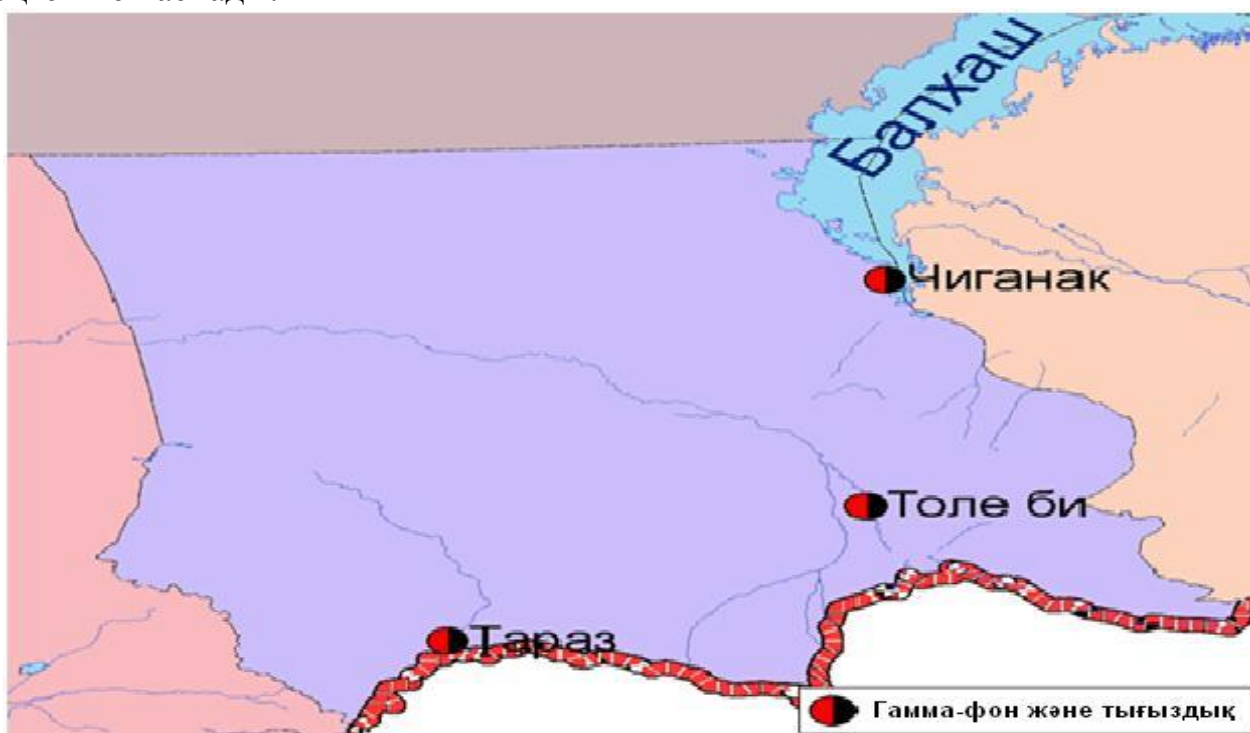 Балхаш
Чиганак
Толе би
Тараз
Гамма-фон және тығыздық